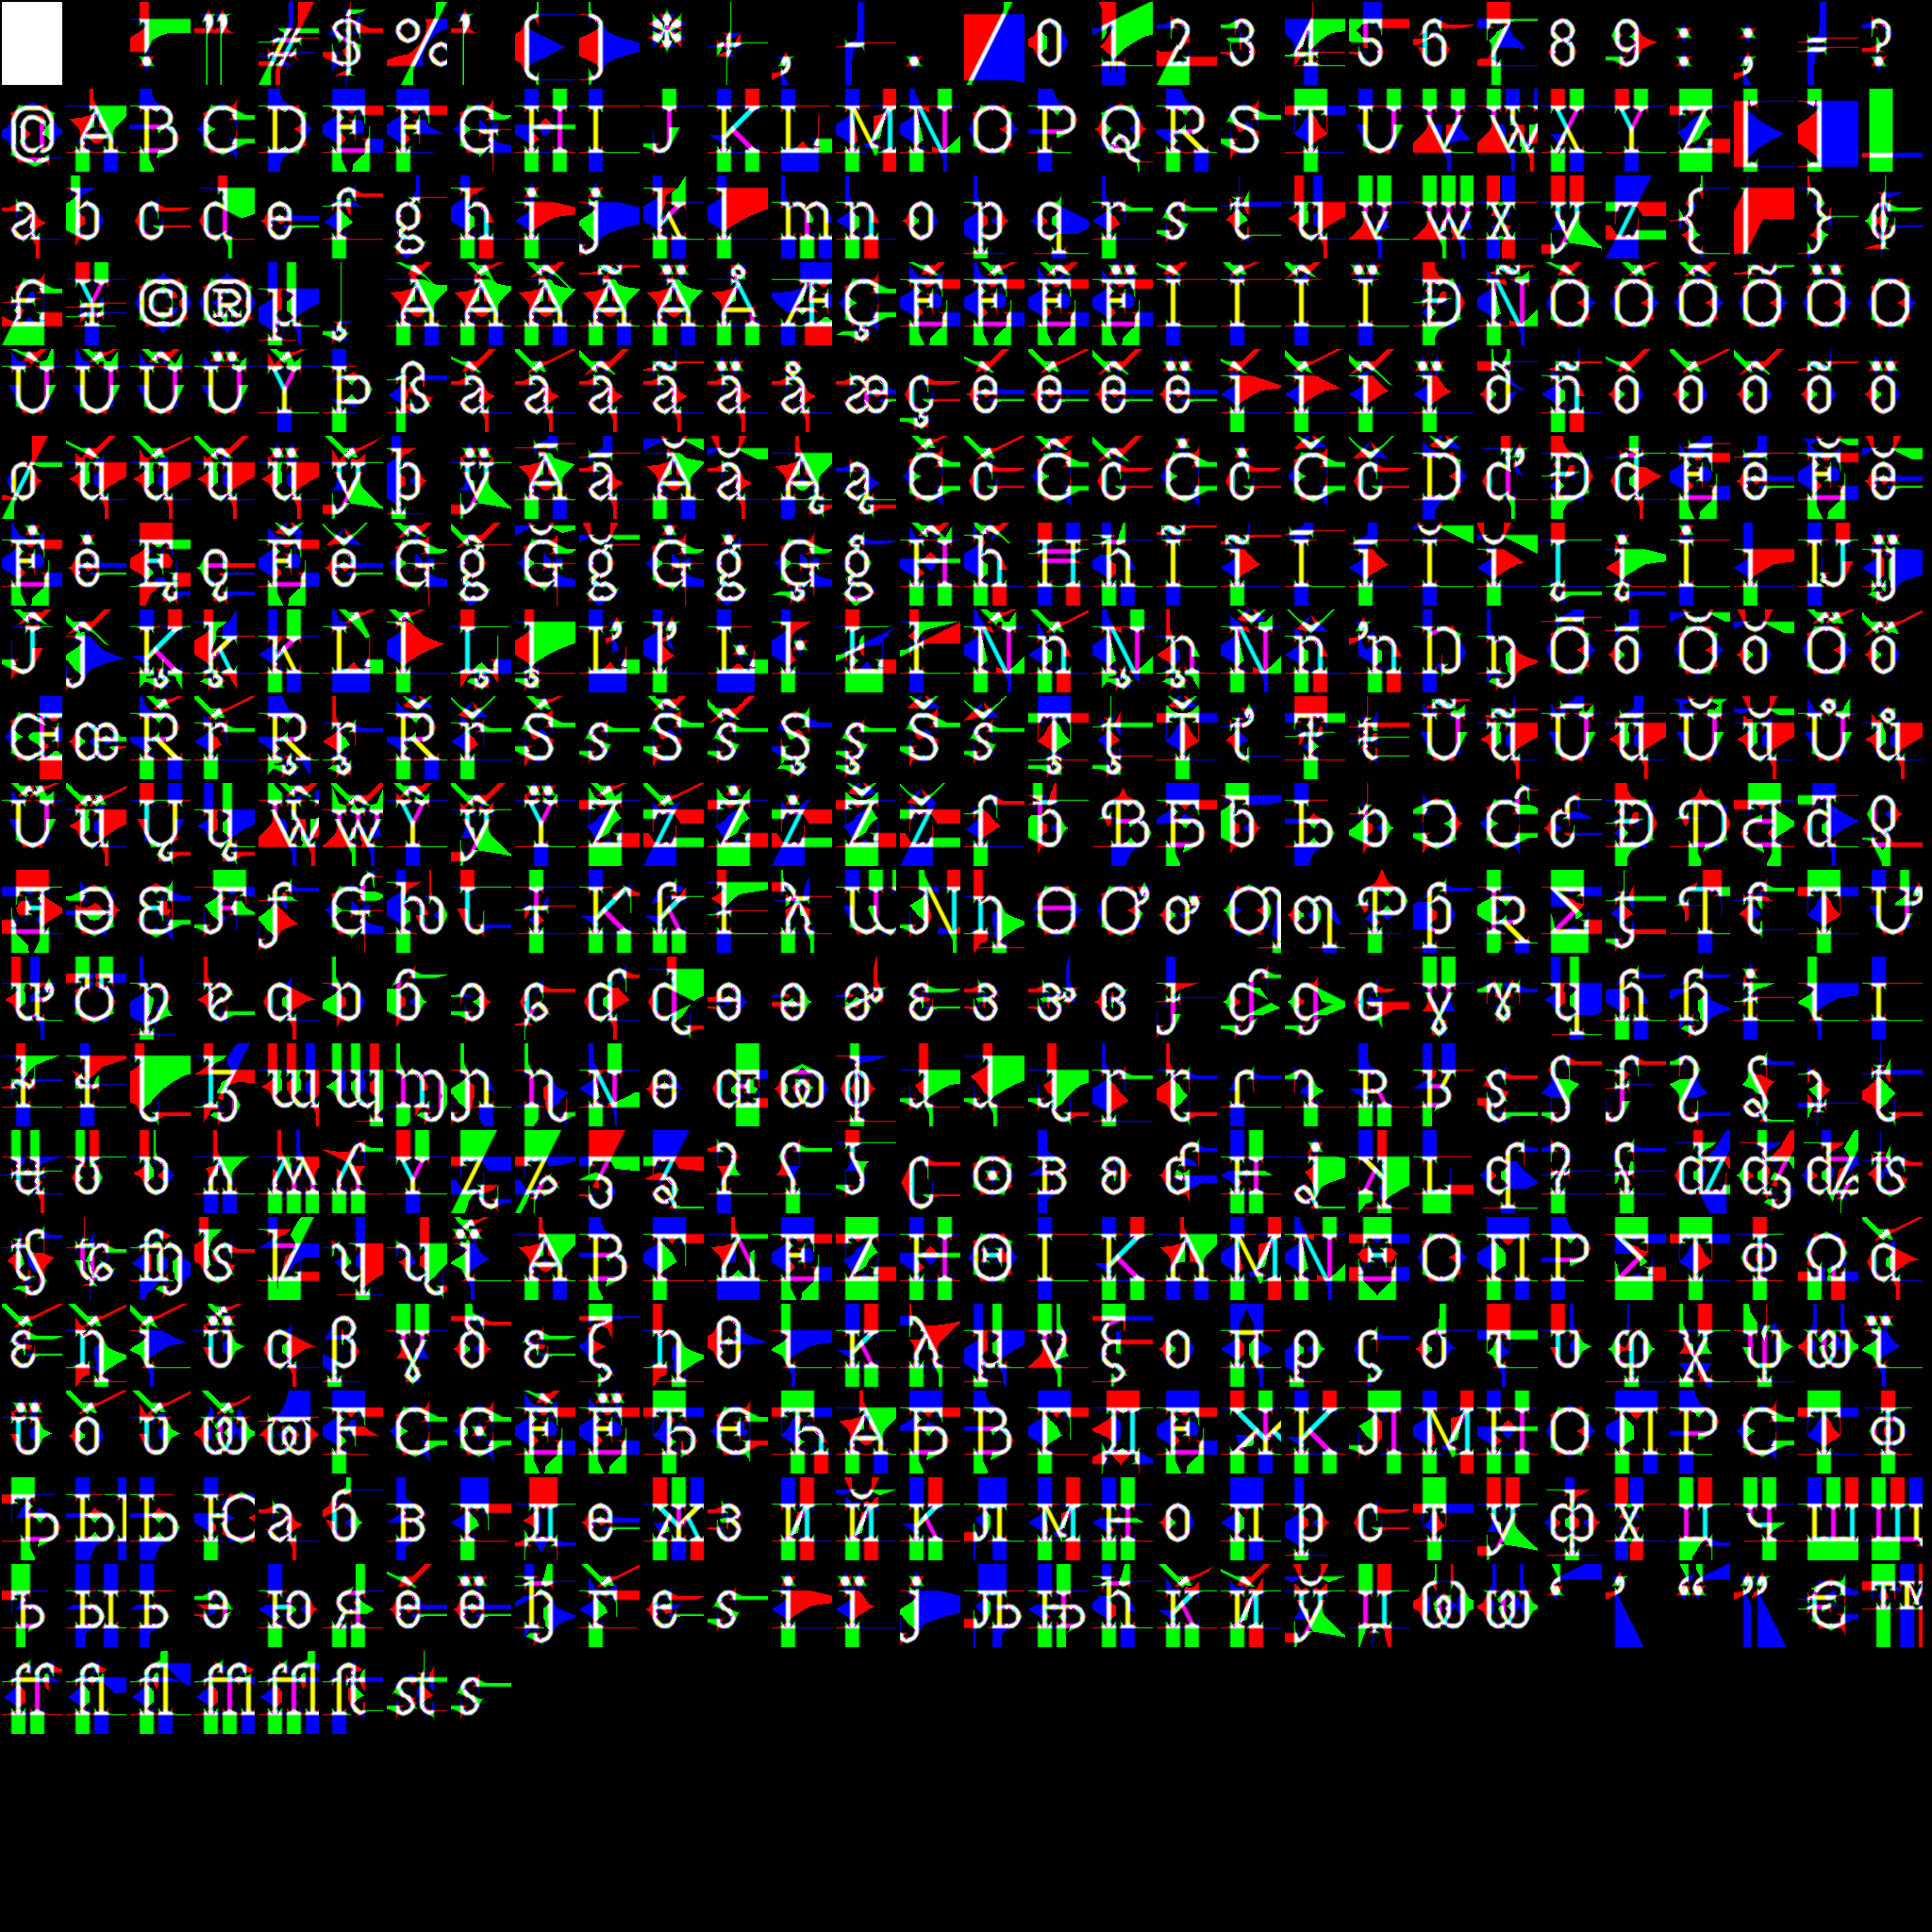 ! " # $ % ' ( ) * + , - . / 0 1 2 3 4 5 6 7 8 9 : ; = ?
@ A B C D E F G H I J K L M N O P Q R S T U V W X Y Z [ ] _
a b c d e f g h i j k l m n o p q r s t u v w x y z { | } ¢
£ ¥ © ® µ ¸ À Á Â Ã Ä Å Æ Ç È É Ê Ë Ì Í Î Ï Ð Ñ Ò Ó Ô Õ Ö O
Ù Ú Û Ü Ý Þ ß à á â ã ä å æ ç è é ê ë ì í î ï ð ñ ò ó ô õ ö
ø ù ú û ü ý þ ÿ Ā ā Ă ă Ą ą Ć ć Ĉ ĉ Ċ ċ Č č Ď ď Đ đ Ē ē Ĕ ĕ
Ė ė Ę ę Ě ě Ĝ ĝ Ğ ğ Ġ ġ Ģ ģ Ĥ ĥ Ħ ħ Ĩ ĩ Ī ī Ĭ ĭ Į į İ ı Ĳ ĳ
Ĵ ĵ Ķ ķ ĸ Ĺ ĺ Ļ ļ Ľ ľ Ŀ ŀ Ł ł Ń ń Ņ ņ Ň ň ŉ Ŋ ŋ Ō ō Ŏ ŏ Ő ő
Œ œ Ŕ ŕ Ŗ ŗ Ř ř Ś ś Ŝ ŝ Ş ş Š š Ţ ţ Ť ť Ŧ ŧ Ũ ũ Ū ū Ŭ ŭ Ů ů
Ű ű Ų ų Ŵ ŵ Ŷ ŷ Ÿ Ź ź Ż ż Ž ž ſ ƀ Ɓ Ƃ ƃ Ƅ ƅ Ɔ Ƈ ƈ Ɖ Ɗ Ƌ ƌ ƍ
Ǝ Ə Ɛ Ƒ ƒ Ɠ ƕ Ɩ Ɨ Ƙ ƙ ƚ ƛ Ɯ Ɲ ƞ Ɵ Ơ ơ Ƣ ƣ Ƥ ƥ Ʀ Ʃ ƫ Ƭ ƭ Ʈ Ư
ư Ʊ ƿ ɐ ɑ ɒ ɓ ɔ ɕ ɗ ɖ ɘ ə ɚ ɛ ɜ ɝ ɞ ɟ ɠ ɡ ɢ ɣ ɤ ɥ ɦ ɧ ɨ ɩ ɪ
ɫ ɬ ɭ ɮ ɯ ɰ ɱ ɲ ɳ ɴ ɵ ɶ ɷ ɸ ɹ ɺ ɻ ɼ ɽ ɾ ɿ ʀ ʁ ʂ ʃ ʄ ʅ ʆ ʇ ʈ
ʉ ʊ ʋ ʌ ʍ ʎ ʏ ʐ ʑ ʒ ʓ ʔ ʕ ʖ ʗ ʘ ʙ ʚ ʛ ʜ ʝ ʞ ʟ ʠ ʡ ʢ ʣ ʤ ʥ ʦ
ʧ ʨ ʩ ʪ ʫ ʮ ʯ ΐ Α Β Γ Δ Ε Ζ Η Θ Ι Κ Λ Μ Ν Ξ Ο Π Ρ Σ Τ Φ Ω ά
έ ή ί ΰ α β γ δ ε ζ η θ ι κ λ μ ν ξ ο π ρ ς σ τ υ φ χ ψ ω ϊ
ϋ ό ύ ώ ϖ Ϝ Ϲ Ͼ Ѐ Ё Ђ Є Ћ А Б В Г Д Е Ж К Л М Н О П Р С Т Ф
Ъ Ы Ь Ю а б в г д е ж з и й к л м н о п р с т у ф х ц ч ш щ
ъ ы ь э ю я ѐ ё ђ ѓ є ѕ і ї ј љ њ ћ ќ ѝ ў џ Ѡ ѡ ‘ ’ “ ” € ™
ff fi fl ffi ffl ſt st s